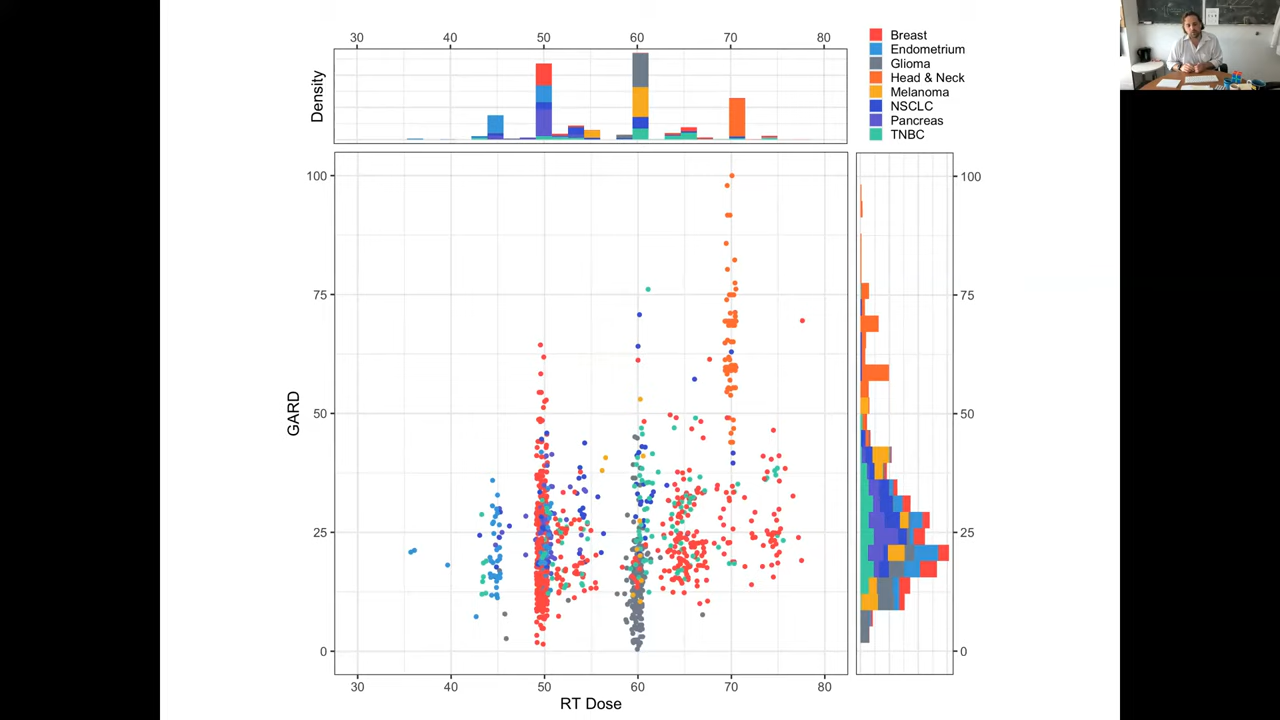 30 40 50 60 70 80
Density
Breast
Endometrium
Glioma
Head & Neck
Melanoma
NSCLC
Pancreas
TNBC
100
75
50
25
0
GARD
100
75
50
25
0
30 40 50 60 70 80
RT Dose